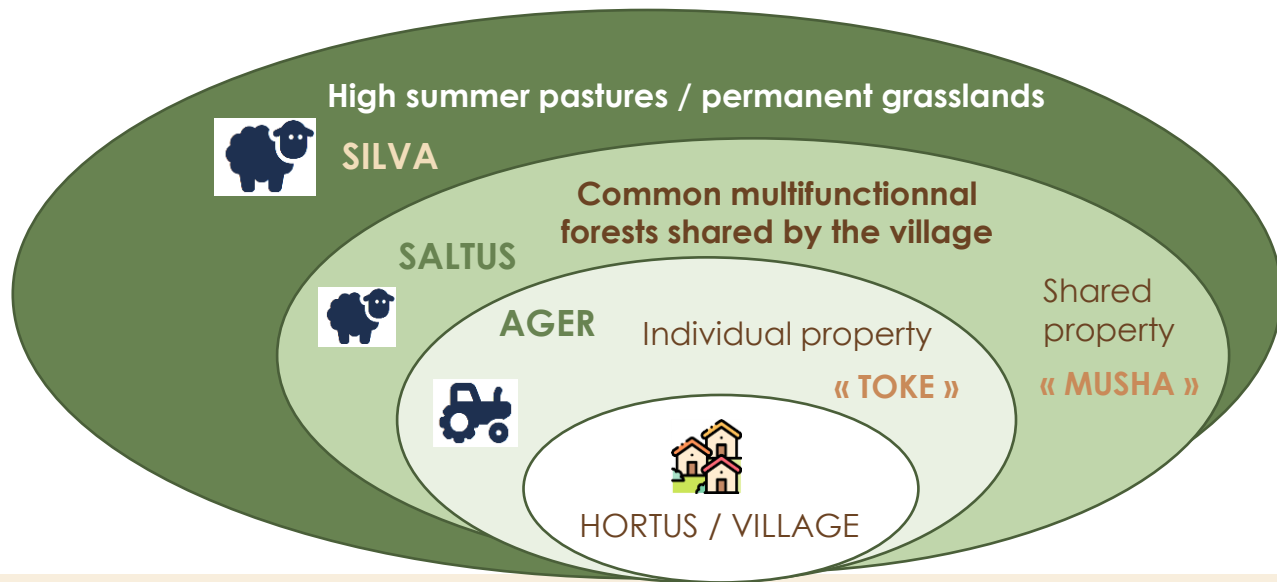 High summer pastures / permanent grasslands
SILVA
Common multifunctionnal
forests shared by the village
SALTUS
Shared
property
« MUSHA »
AGER
Individual property
« TOKE »
HORTUS / VILLAGE